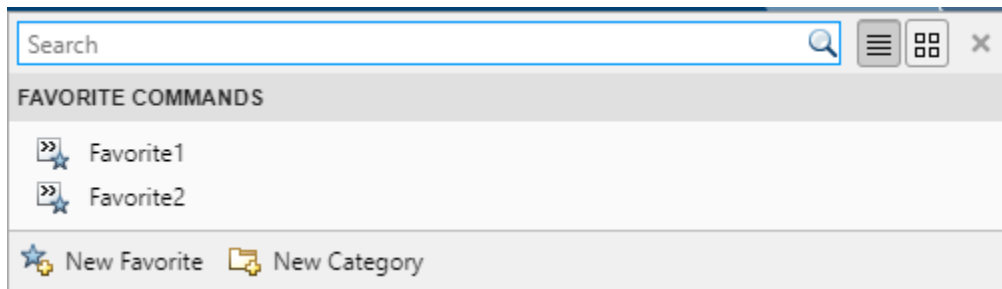 Search
FAVORITE COMMANDS
Favorite1
Favorite2
New Favorite New Category